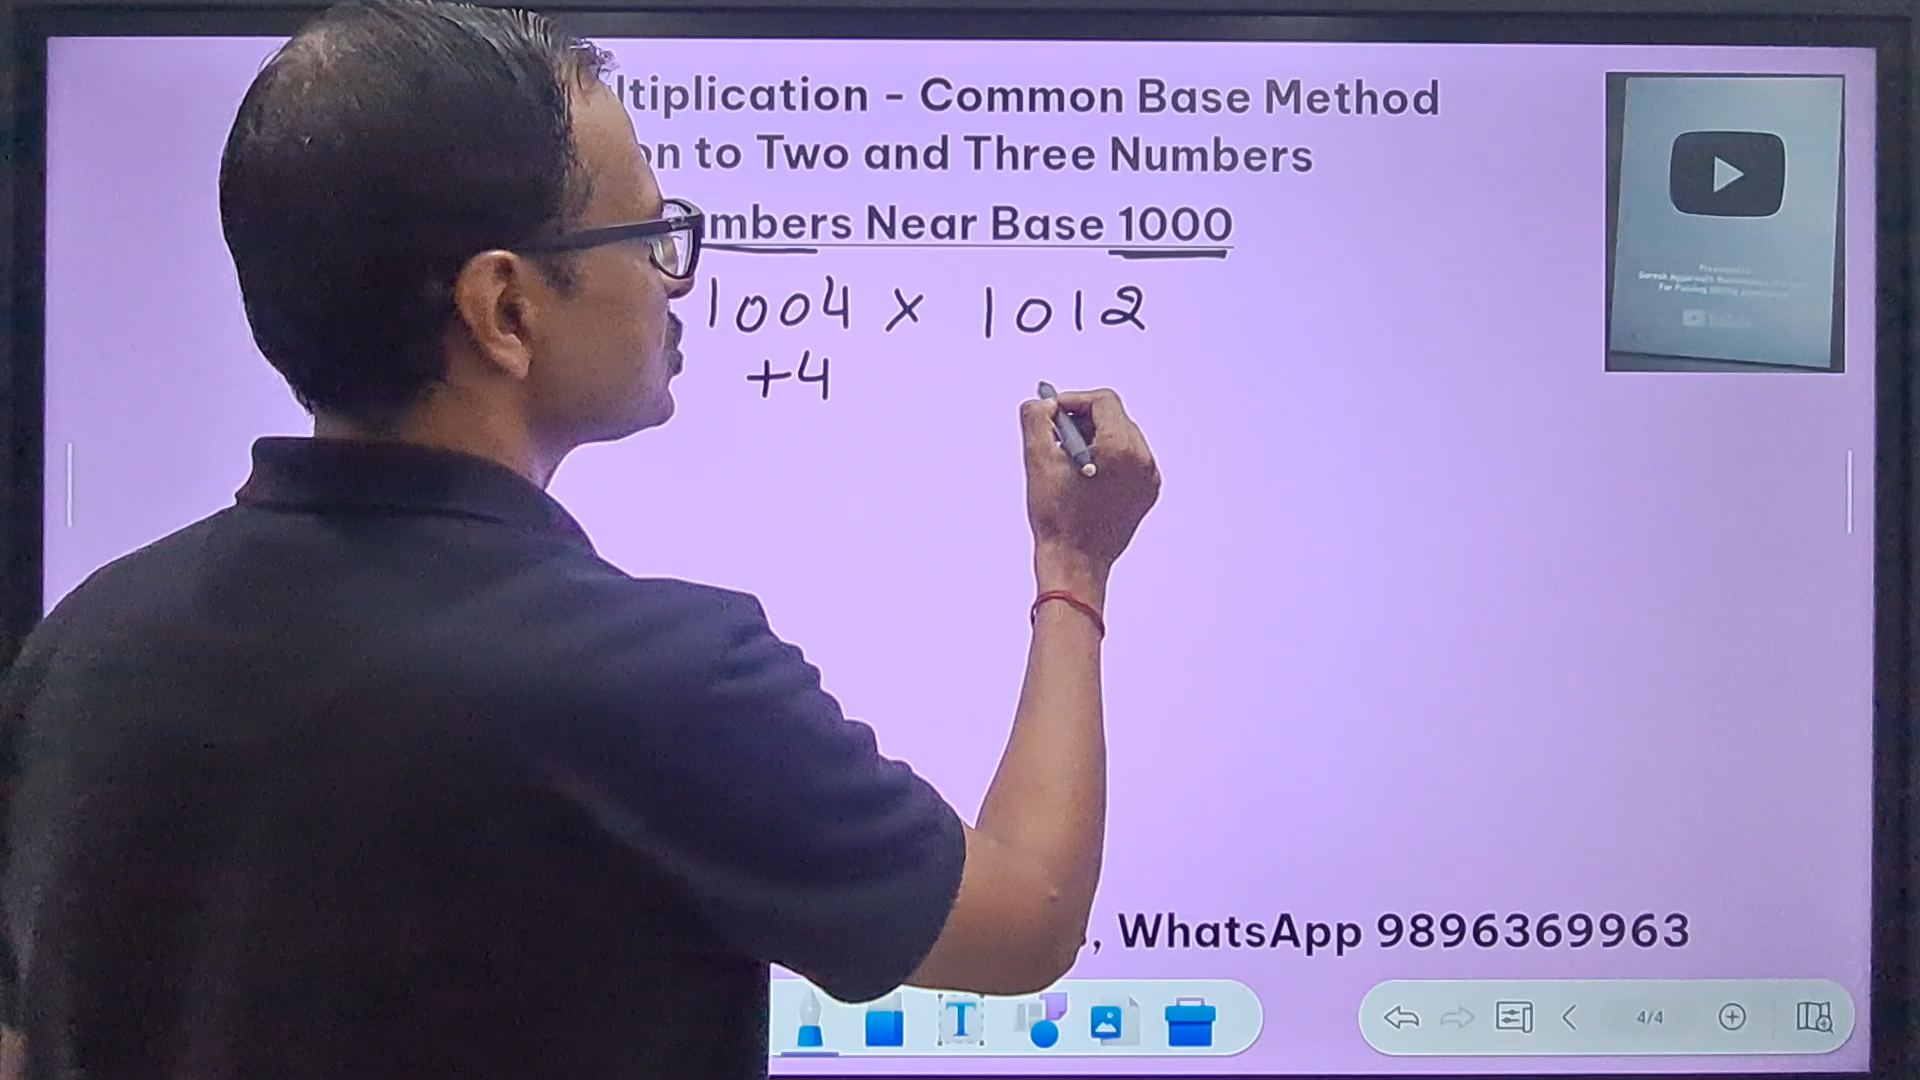 ltiplication - Common Base Method
on to Two and Three Numbers
mbers Near Base 1000
1004 x 1012
+4
, WhatsApp 9896369963
T
4/4